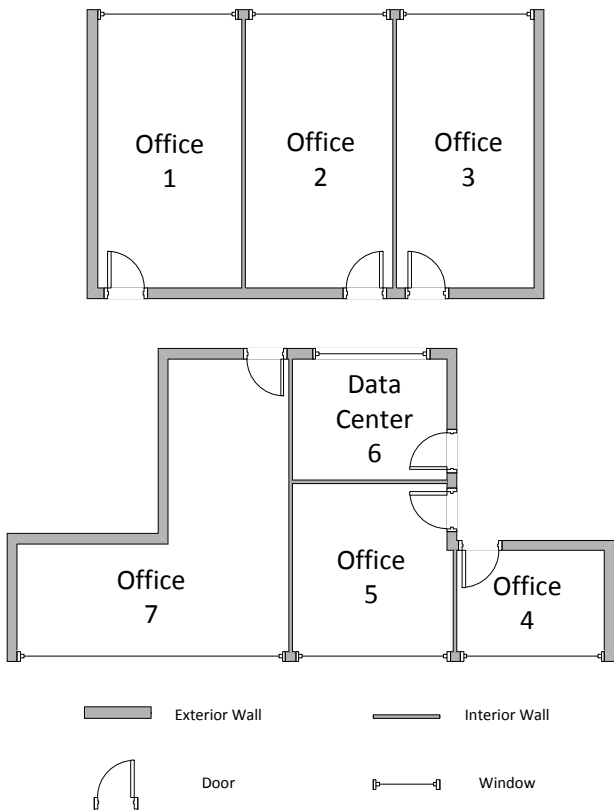 Office
1
Office
2
Office
3
Data
Center
6
Office
7
Office
5
Office
4
Exterior Wall
Interior Wall
Door
Window